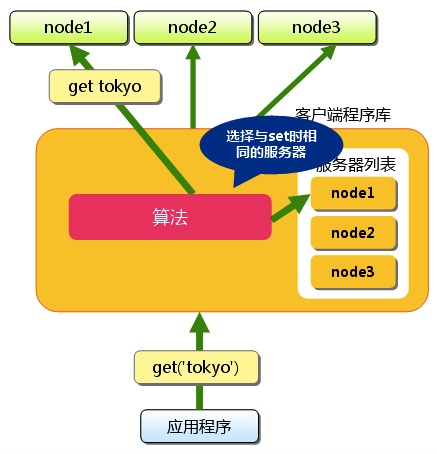 node1
node2
node3
get tokyo
客户端程序库
选择与set时相
同的服务器
服务器列表
node1
算法
node2
node3
get('tokyo')
应用程序